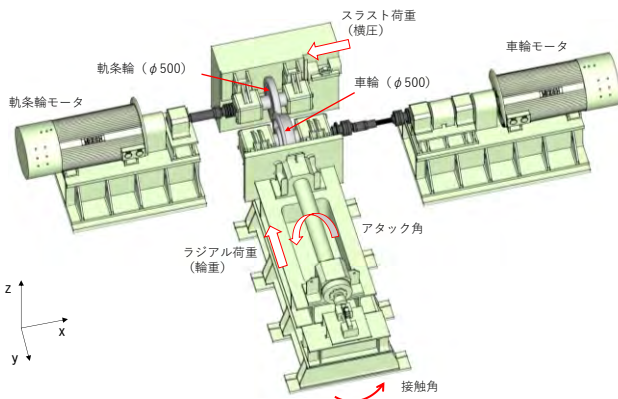 スラスト荷重
(横圧)
軌条輪(φ500)
車輪モータ
車輪(φ500)
軌条輪モータ
アタック角
ラジアル荷重
(輪重)
z
x
y
接触角